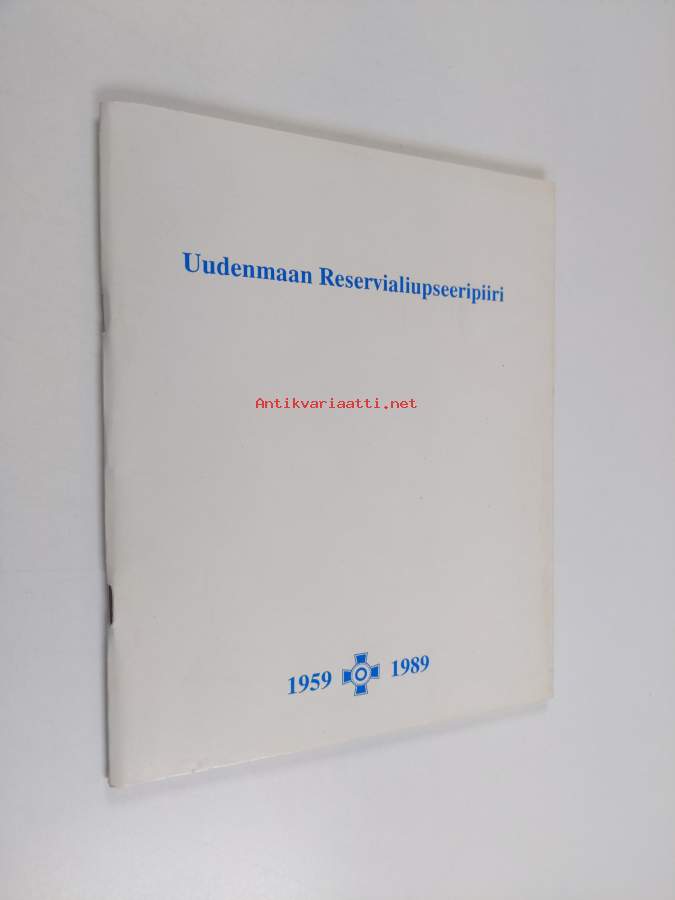 Uudenmaan Reservialiupseeripiiri
Antikvariaatti.net
1959 1989